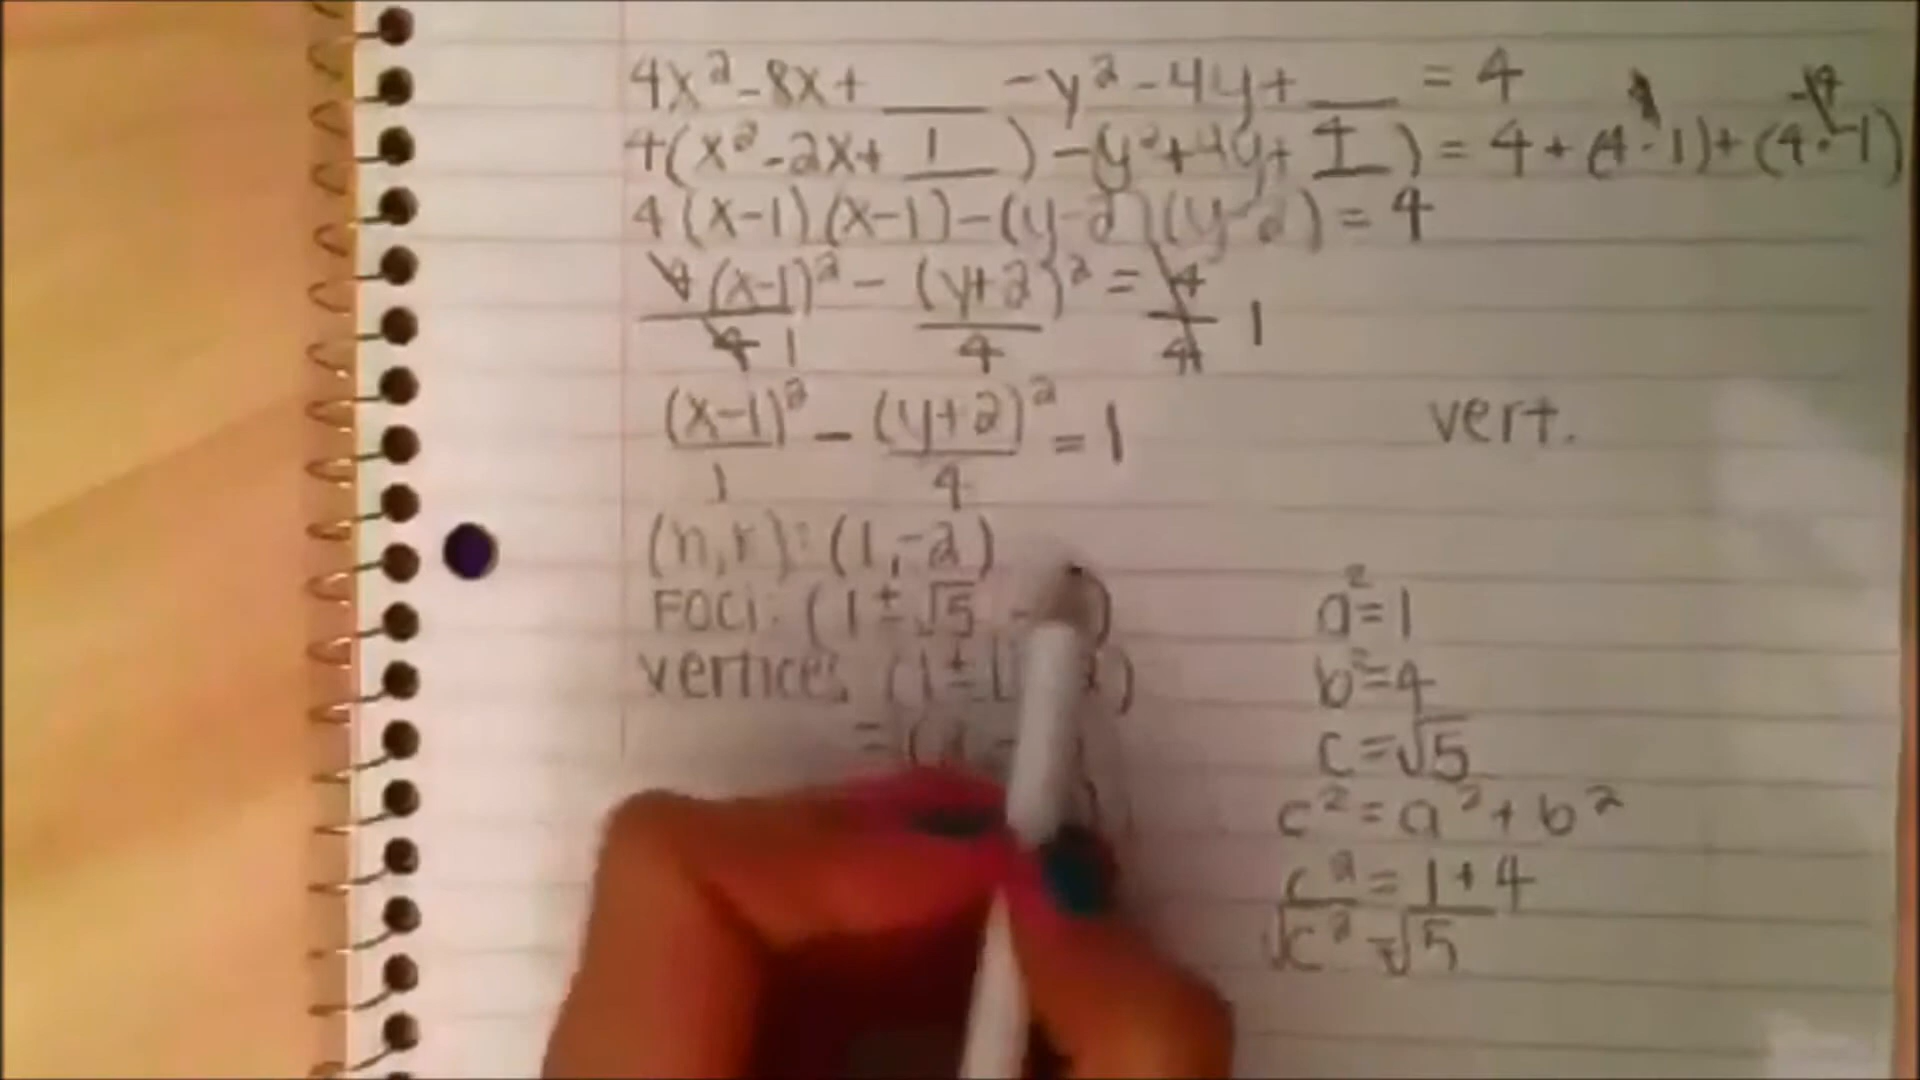 4x²-8x+ ___ -y²-4y+ ___ = 4
4(x²-2x+ 1 ) -(y²+4y+ 4 ) = 4+(4·1)+(4·-1)
4(x-1)(x-1)-(y-2)(y-2)=4
4(x-1)² - (y+2)² = 4
4 1 4 4 1
(x-1)² - (y+2)² = 1
1 4
vert.
(h,k): (1,-2)
FOCI: (1±√5
vertices (1±1
= (
a²=1
b²=4
c=√5
c²=a²+b²
c²=1+4
√c²=√5